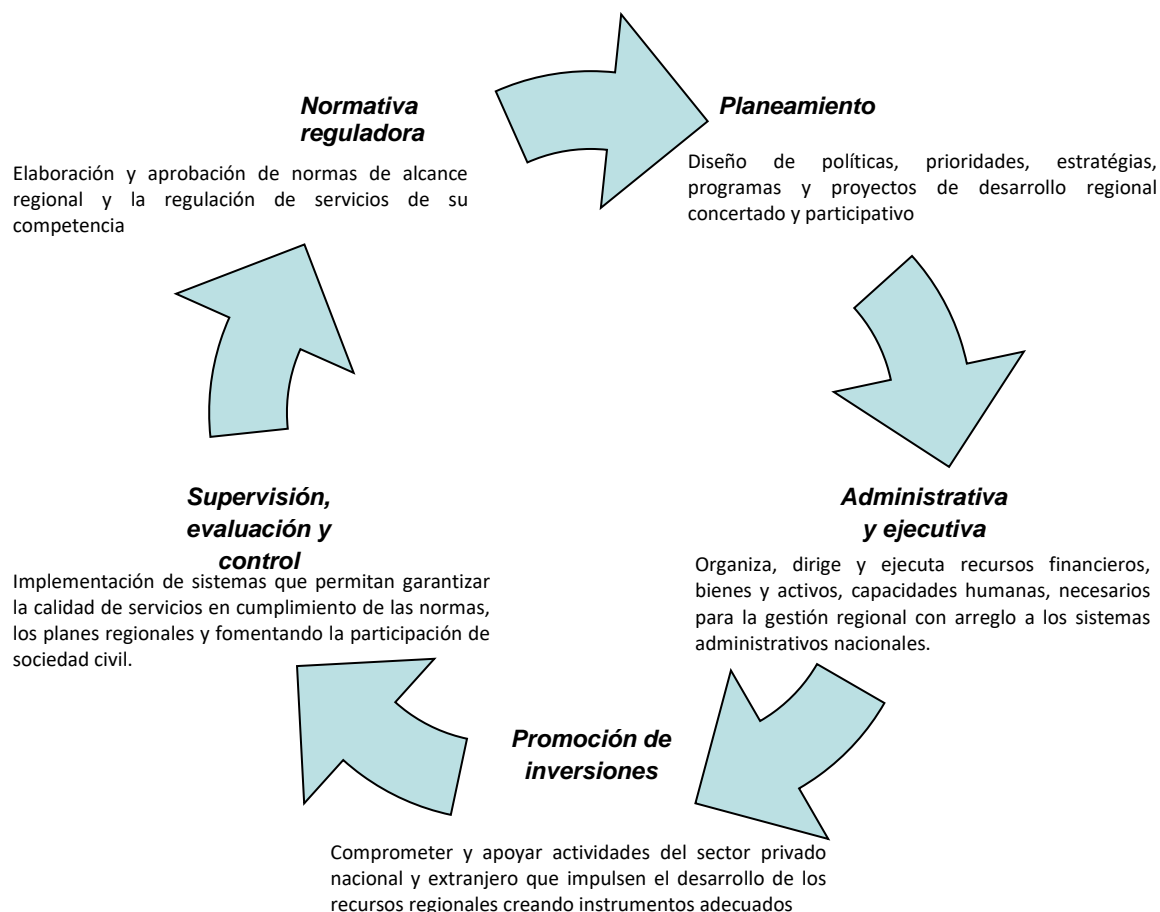 Normativa
reguladora
Elaboración y aprobación de normas de alcance
regional y la regulación de servicios de su
competencia
Planeamiento
Diseño de políticas, prioridades, estratégias,
programas y proyectos de desarrollo regional
concertado y participativo
Administrativa
y ejecutiva
Organiza, dirige y ejecuta recursos financieros,
bienes y activos, capacidades humanas, necesarios
para la gestión regional con arreglo a los sistemas
administrativos nacionales.
Promoción de
inversiones
Comprometer y apoyar actividades del sector privado
nacional y extranjero que impulsen el desarrollo de los
recursos regionales creando instrumentos adecuados
Supervisión,
evaluación y
control
Implementación de sistemas que permitan garantizar
la calidad de servicios en cumplimiento de las normas,
los planes regionales y fomentando la participación de
sociedad civil.